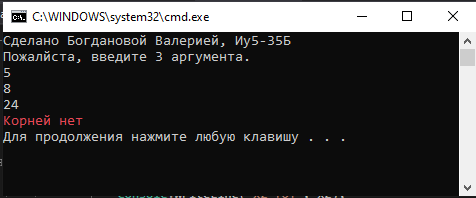 C:\WINDOWS\system32\cmd.exe
Сделано Богдановой Валерией, Иу5-35Б
Пожалйста, введите 3 аргумента.
5
8
24
Корней нет
Для продолжения нажмите любую клавишу . . .